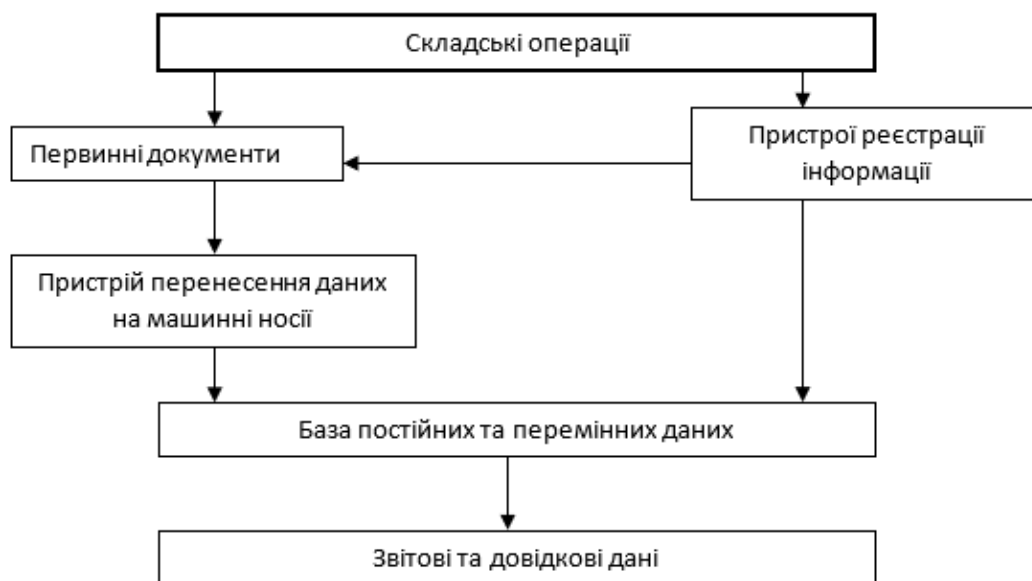 Складські операції
Первинні документи
Пристрої реєстрації
інформації
Пристрій перенесення даних
на машинні носії
База постійних та перемінних даних
Звітові та довідкові дані